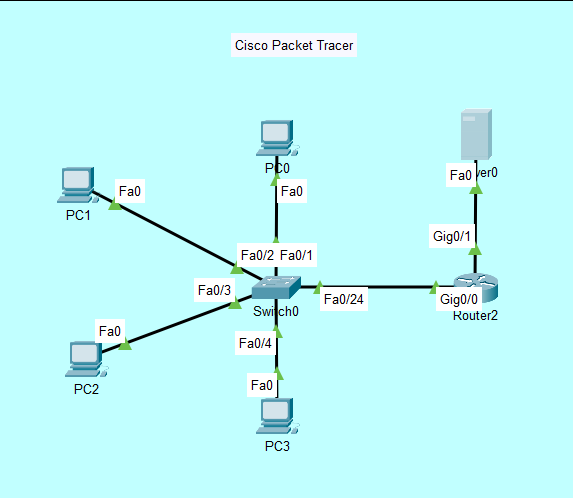 Cisco Packet Tracer
PC0
Fa0
Fa0
PC1
Fa0
ver0
Fa0/2
Fa0/1
Gig0/1
Fa0/3
Fa0/24
Gig0/0
Switch0
Router2
Fa0
Fa0/4
PC2
Fa0
PC3